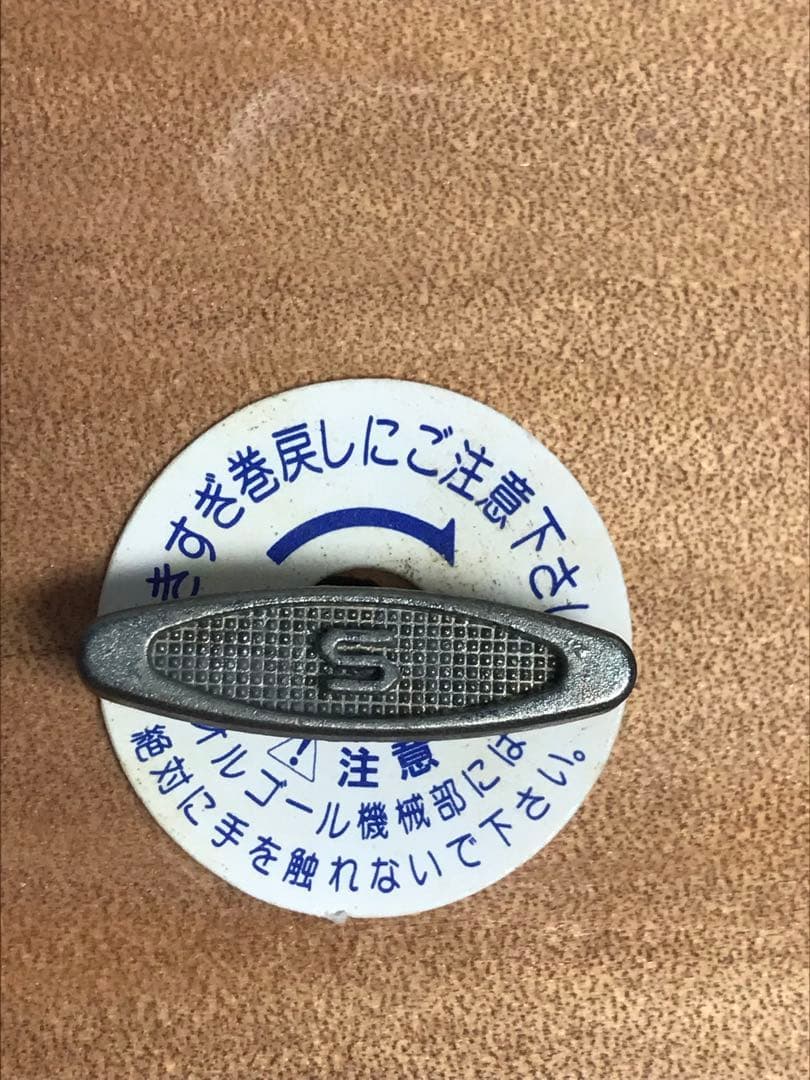 きすぎ巻戻しにご注意下さい
S
注意
オルゴール機械部には
絶対に手を触れないで下さい。